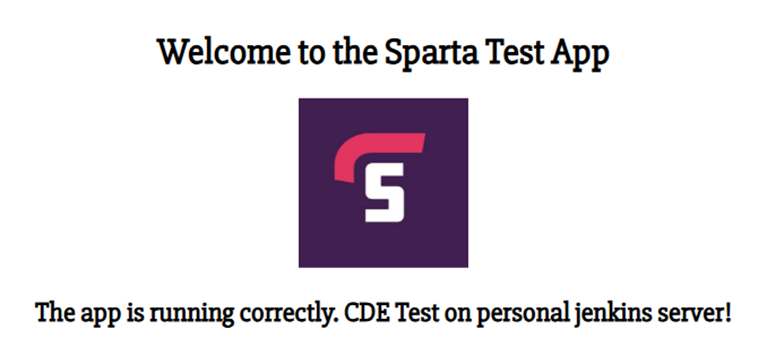 Welcome to the Sparta Test App
S
The app is running correctly. CDE Test on personal jenkins server!